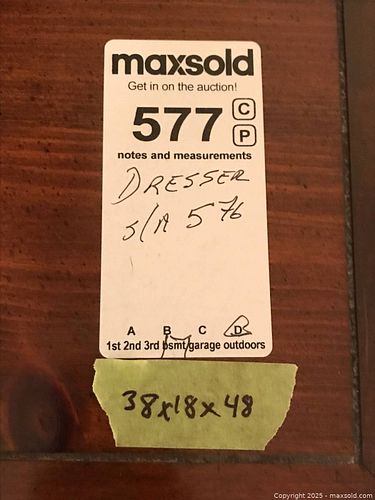 maxsold
Get in on the auction!
577 C
P
notes and measurements
DRESSER
S/A 576
A B C D
1st 2nd 3rd bsmt/garage outdoors
38x18x48
Copyright 2025 - maxsold.com